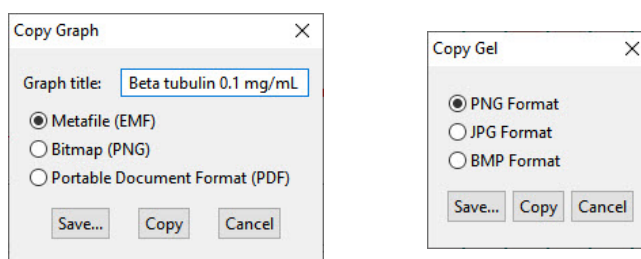 Copy Graph
Graph title: Beta tubulin 0.1 mg/mL
Metafile (EMF)
Bitmap (PNG)
Portable Document Format (PDF)
Save... Copy Cancel
Copy Gel
PNG Format
JPG Format
BMP Format
Save... Copy Cancel